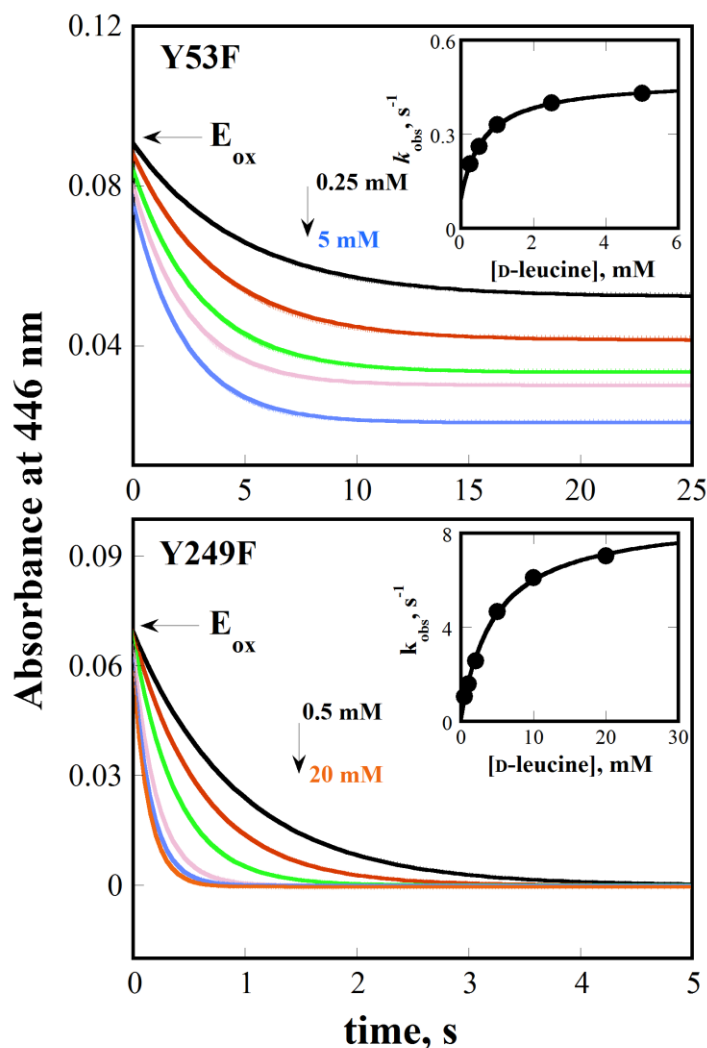 Absorbance at 446 nm
0.12
0.08
0.04
Y53F
E_ox
0.25 mM
5 mM
0 5 10 15 20 25
k_obs, s^-1
0.6
0.3
0
0 2 4 6
[D-leucine], mM
0.09
0.06
0.03
0
Y249F
E_ox
0.5 mM
20 mM
k_obs, s^-1
8
4
0
0 10 20 30
[D-leucine], mM
0 1 2 3 4 5
time, s